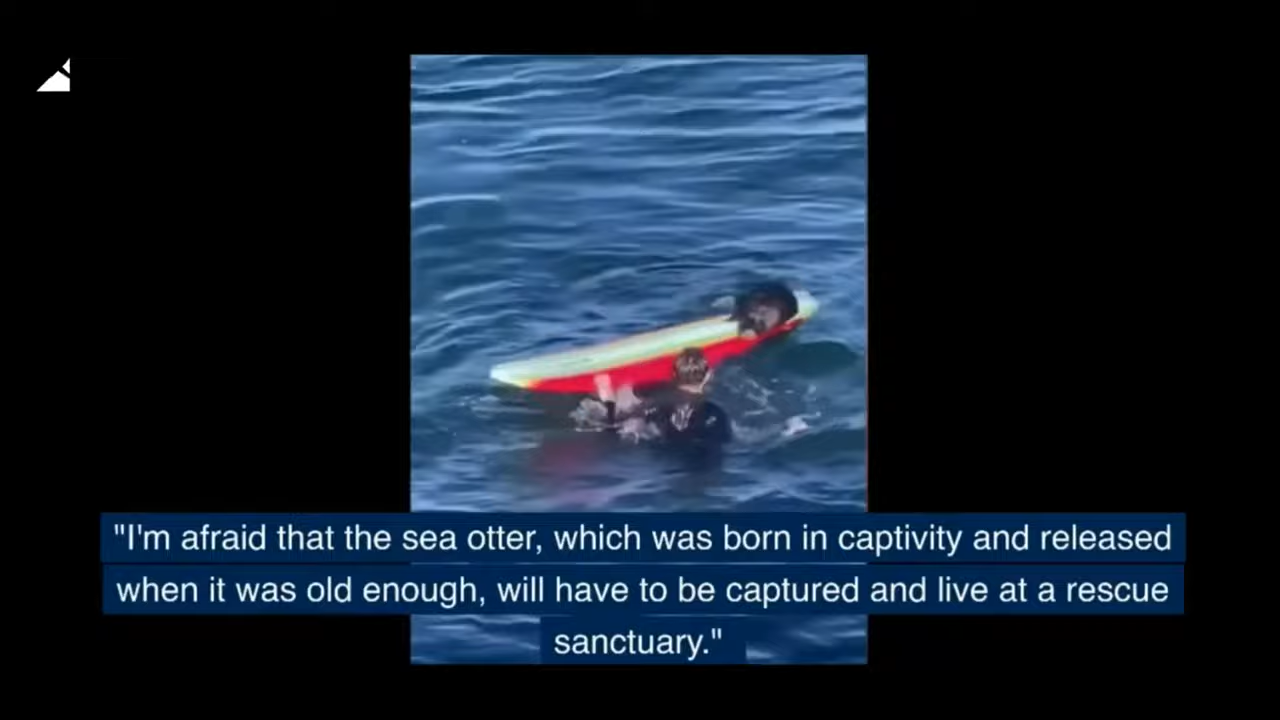 "I'm afraid that the sea otter, which was born in captivity and released
when it was old enough, will have to be captured and live at a rescue
sanctuary."